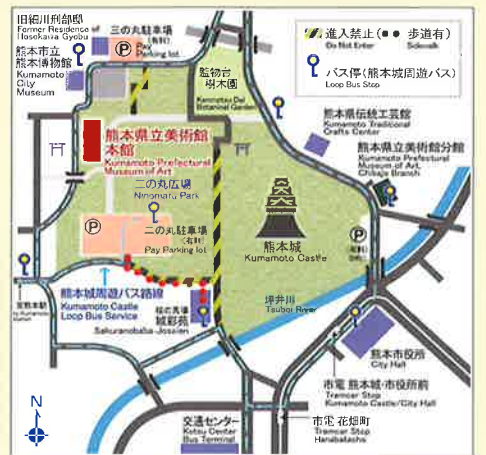 旧細川刑部邸
Former Residence of
Hosokawa Gyobu
三の丸駐車場
(有料)
Pay
Parking lot
P
進入禁止(●● 歩道有)
Do Not Enter
Sidewalk
バス停(熊本城周遊バス)
Loop Bus Stop
熊本市立
熊本博物館
Kumamoto
City
Museum
監物台
樹木園
Botanical Garden
熊本県伝統工芸館
Kumamoto Traditional
Crafts Center
熊本県立美術館
本館
Kumamoto Prefectural
Museum of Art
熊本県立美術館分館
Kumamoto Prefectural
Museum of Art,
Chibajo Branch
二の丸広場
Ninomaru Park
P
二の丸駐車場
(有料)
Pay Parking lot
熊本城
Kumamoto Castle
P
(有料)
熊本城周遊バス路線
Kumamoto Castle
Loop Bus Service
桜の馬場
城彩苑
Sakuranobaba-Josaien
坪井川
Tsuboi River
熊本市役所
City Hall
市電 熊本城・市役所前
Tramcar Stop
Kumamoto Castle/City Hall
市電 花畑町
Tramcar Stop
Hanabatacho
交通センター
Kotsu Center
Bus Terminal
N